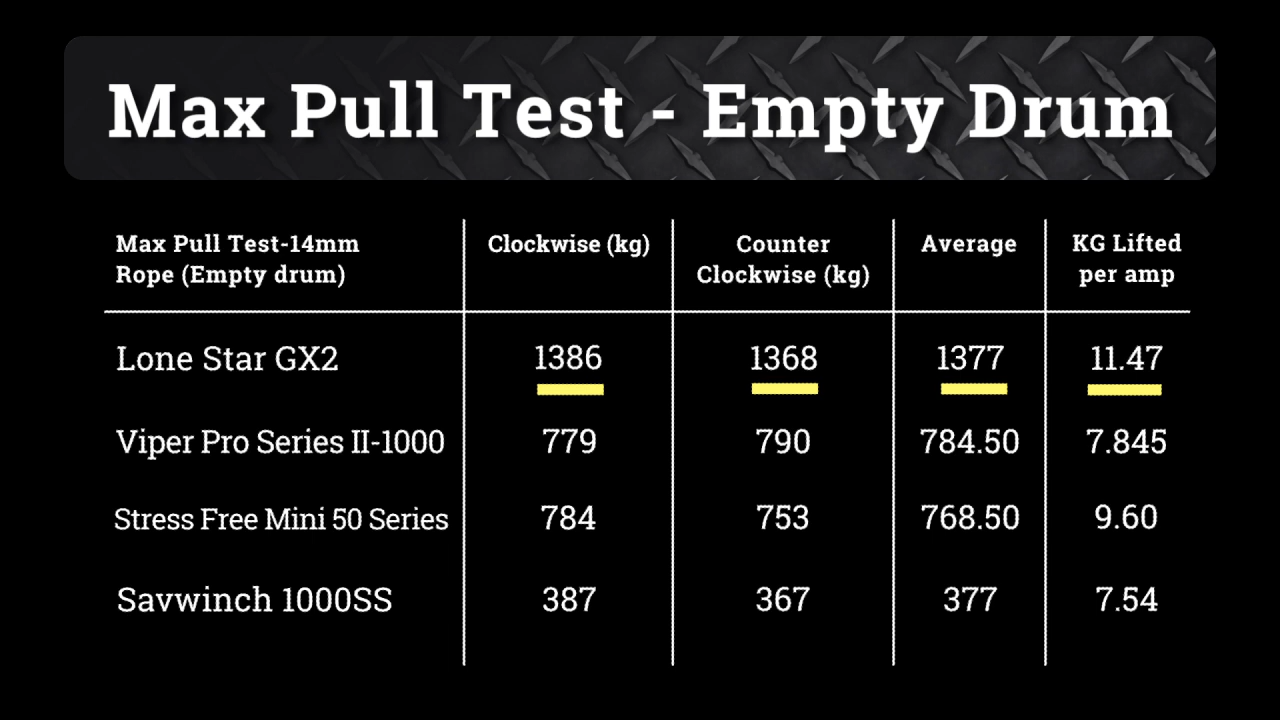 Max Pull Test - Empty Drum
Max Pull Test-14mm
Rope (Empty drum)
Clockwise (kg)
Counter
Clockwise (kg)
Average
KG Lifted
per amp
Lone Star GX2 1386 1368 1377 11.47
Viper Pro Series II-1000 779 790 784.50 7.845
Stress Free Mini 50 Series 784 753 768.50 9.60
Savwinch 1000SS 387 367 377 7.54